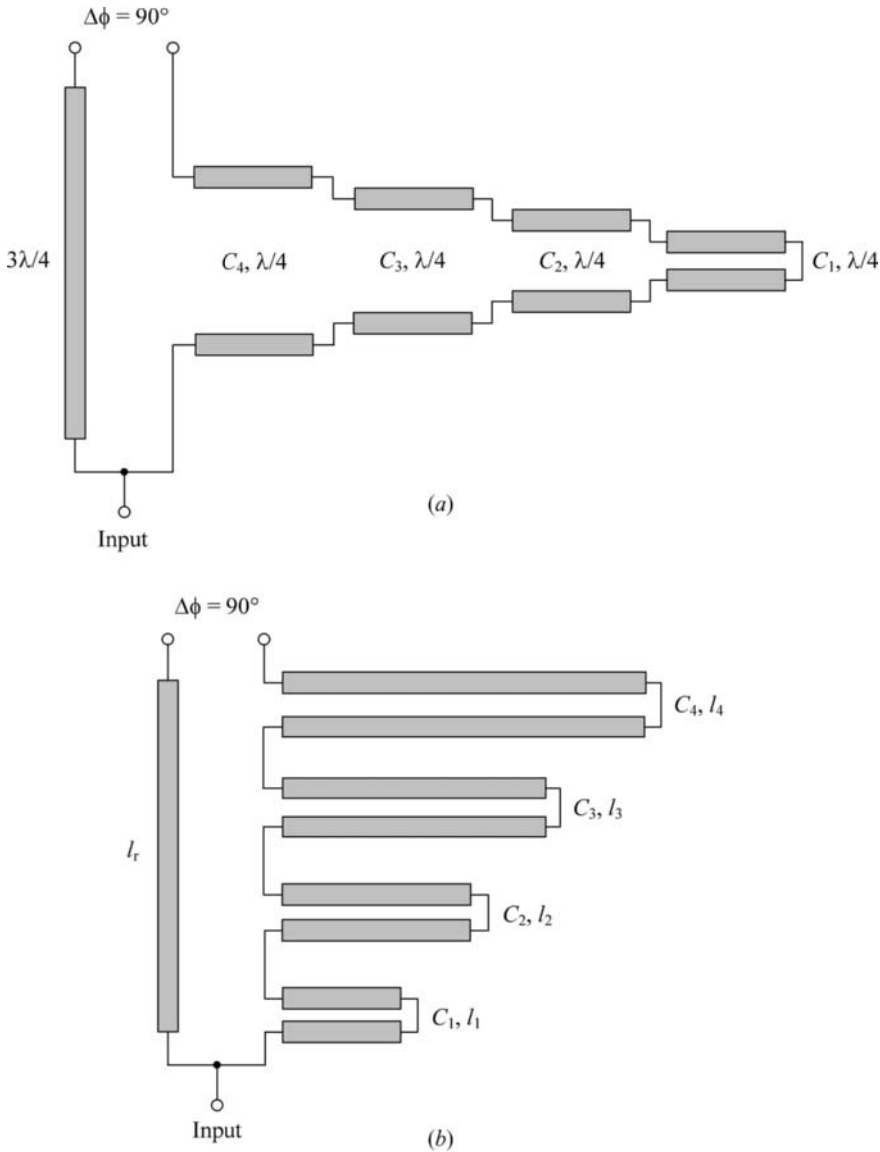 Δϕ = 90°
3λ/4
C₄, λ/4
C₃, λ/4
C₂, λ/4
C₁, λ/4
Input
(a)
Δϕ = 90°
C₄, l₄
C₃, l₃
lᵣ
C₂, l₂
C₁, l₁
Input
(b)